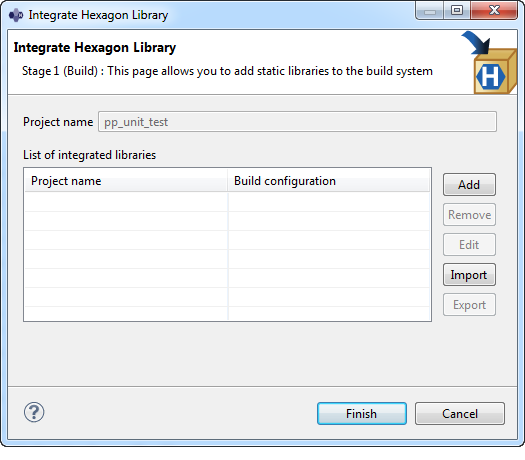 Integrate Hexagon Library
Integrate Hexagon Library
Stage 1 (Build) : This page allows you to add static libraries to the build system
H
Project name pp_unit_test
List of integrated libraries
Project name Build configuration
Add
Remove
Edit
Import
Export
? Finish Cancel